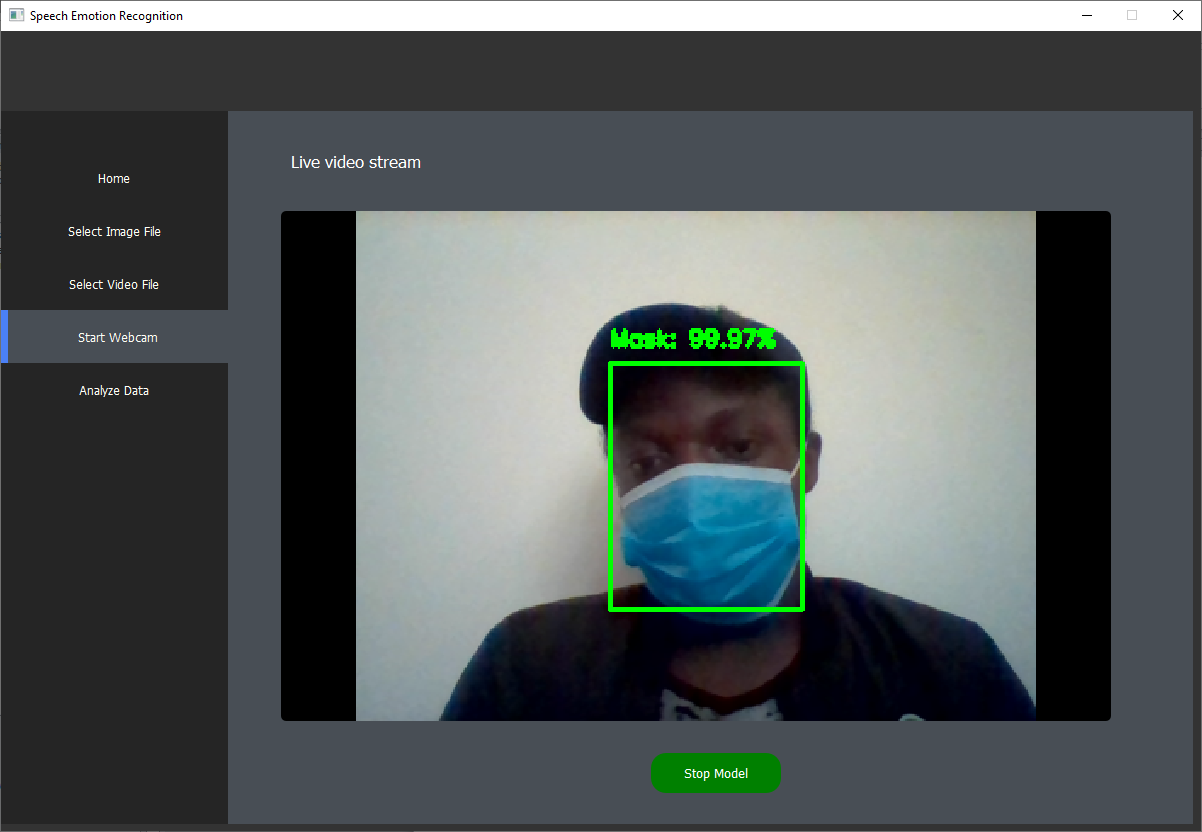 Speech Emotion Recognition
Live video stream
Home
Select Image File
Select Video File
Start Webcam
Analyze Data
Mask: 99.97%
Stop Model